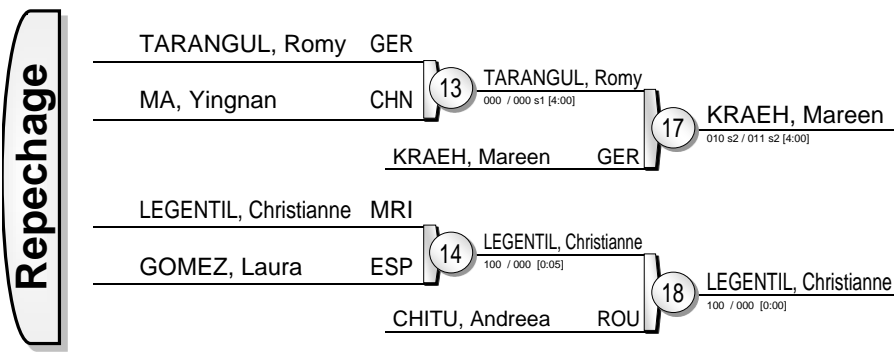 Repechage
TARANGUL, Romy GER
MA, Yingnan CHN
13
TARANGUL, Romy
000 / 000 s1 [4:00]
KRAEH, Mareen GER
17
KRAEH, Mareen
010 s2 / 011 s2 [4:00]
LEGENTIL, Christianne MRI
GOMEZ, Laura ESP
14
LEGENTIL, Christianne
100 / 000 [0:05]
CHITU, Andreea ROU
18
LEGENTIL, Christianne
100 / 000 [0:00]